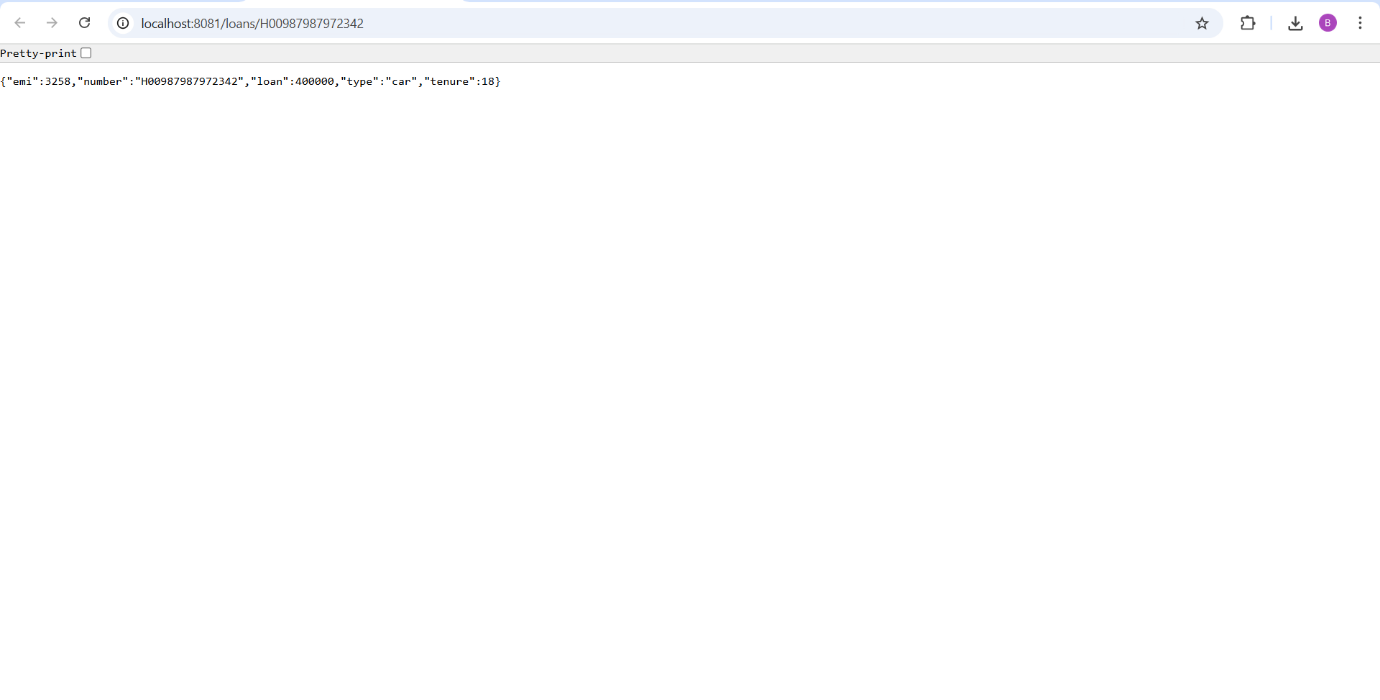 localhost:8081/loans/H00987987972342
B
Pretty-print
{"emi":3258,"number":"H00987987972342","loan":400000,"type":"car","tenure":18}